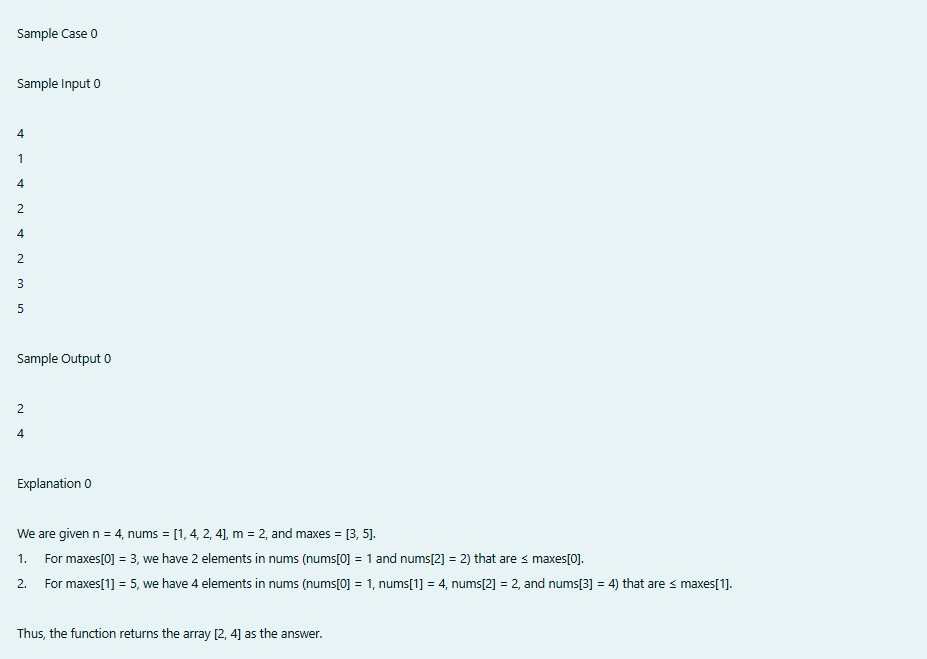 Sample Case 0
Sample Input 0
4
1
4
2
4
2
3
5
Sample Output 0
2
4
Explanation 0
We are given n = 4, nums = [1, 4, 2, 4], m = 2, and maxes = [3, 5].
1. For maxes[0] = 3, we have 2 elements in nums (nums[0] = 1 and nums[2] = 2) that are ≤ maxes[0].
2. For maxes[1] = 5, we have 4 elements in nums (nums[0] = 1, nums[1] = 4, nums[2] = 2, and nums[3] = 4) that are ≤ maxes[1].
Thus, the function returns the array [2, 4] as the answer.